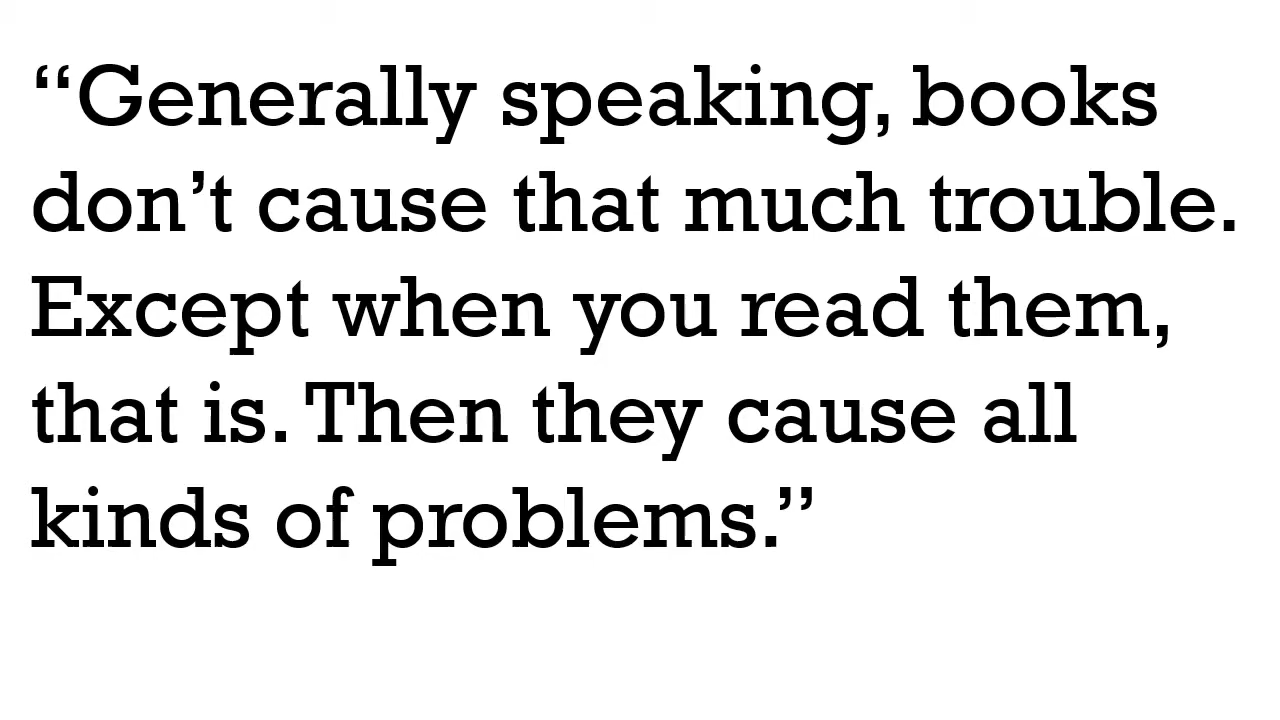 “Generally speaking, books
don’t cause that much trouble.
Except when you read them,
that is. Then they cause all
kinds of problems.”